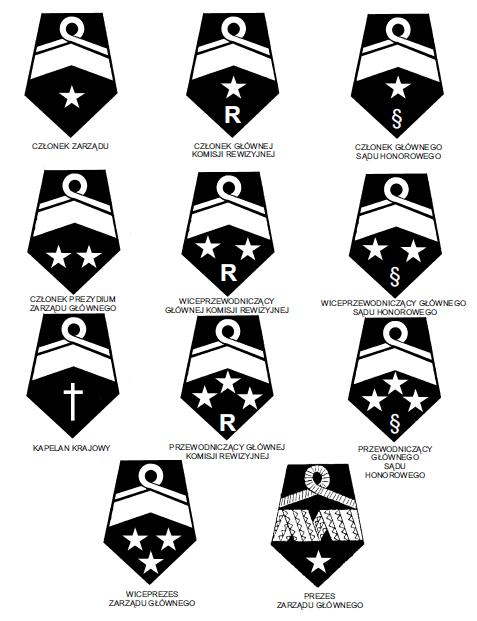 CZŁONEK ZARZĄDU
R
CZŁONEK GŁÓWNEJ
KOMISJI REWIZYJNEJ
§
CZŁONEK GŁÓWNEGO
SĄDU HONOROWEGO
CZŁONEK PREZYDIUM
ZARZĄDU GŁÓWNEGO
R
WICEPRZEWODNICZĄCY
GŁÓWNEJ KOMISJI REWIZYJNEJ
§
WICEPRZEWODNICZĄCY GŁÓWNEGO
SĄDU HONOROWEGO
KAPELAN KRAJOWY
R
PRZEWODNICZĄCY GŁÓWNEJ
KOMISJI REWIZYJNEJ
§
PRZEWODNICZĄCY
GŁÓWNEGO
SĄDU
HONOROWEGO
WICEPREZES
ZARZĄDU GŁÓWNEGO
PREZES
ZARZĄDU GŁÓWNEGO